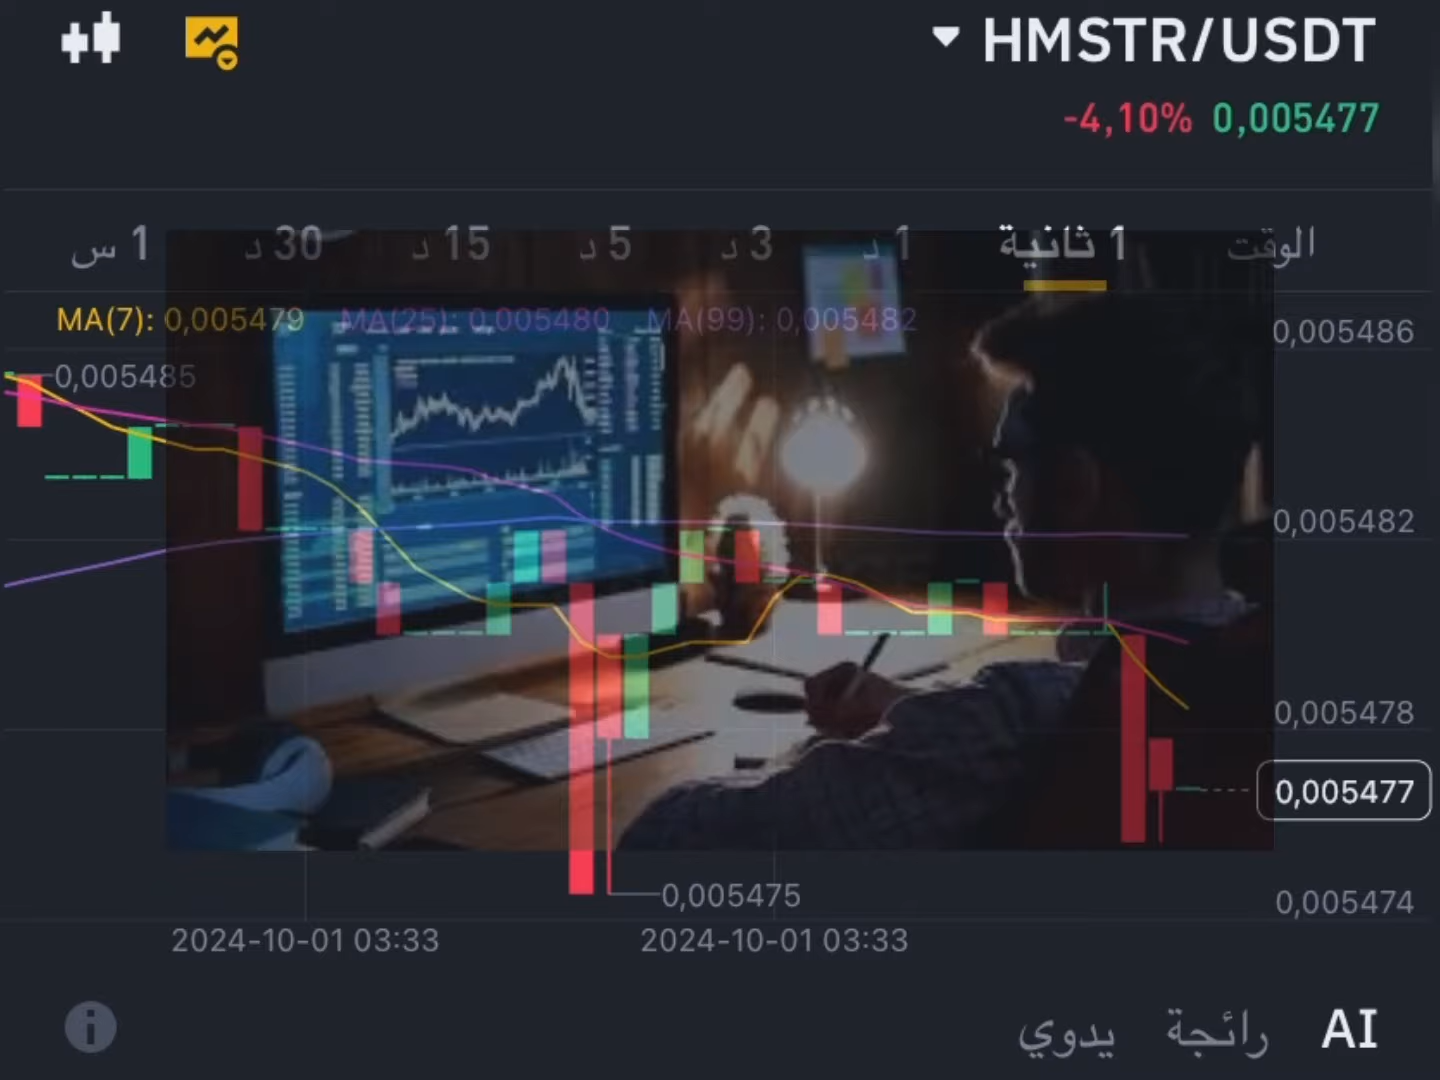 HMSTR/USDT
-4,10% 0,005477
الوقت 1 ثانية 1 د 3 د 5 د 15 د 30 د 1 س
MA(7): 0,005479 MA(25): 0,005480 MA(99): 0,005482
0,005486
0,005485
0,005482
0,005478
0,005477
0,005475
0,005474
2024-10-01 03:33 2024-10-01 03:33
AI رائجة يدوي